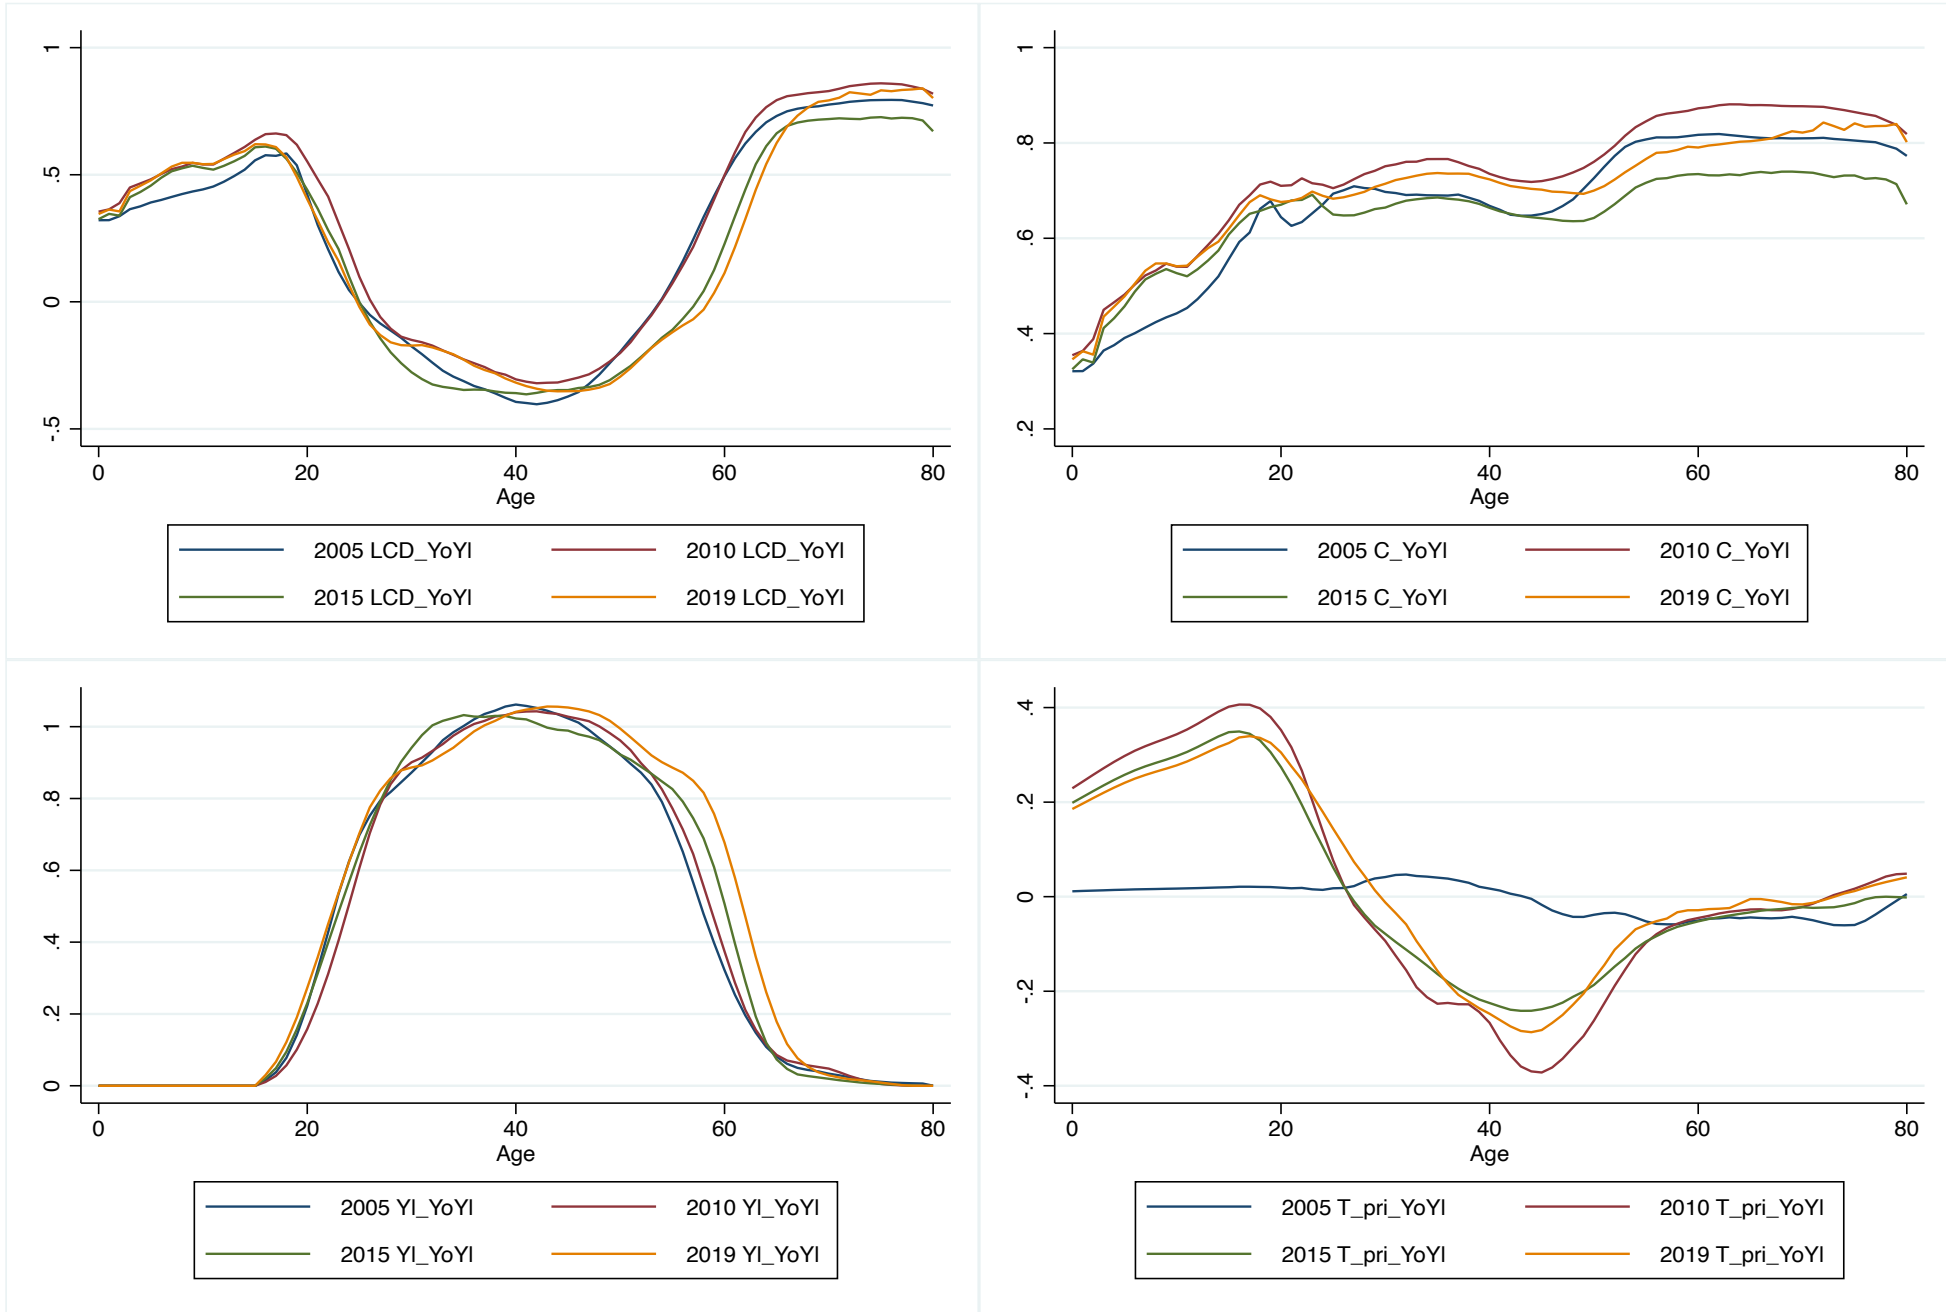 1
.5
0
-.5
0 20 40 60 80
Age
2005 LCD_YoYl 2010 LCD_YoYl
2015 LCD_YoYl 2019 LCD_YoYl
1
.8
.6
.4
.2
0 20 40 60 80
Age
2005 C_YoYl 2010 C_YoYl
2015 C_YoYl 2019 C_YoYl
1
.8
.6
.4
.2
0
0 20 40 60 80
Age
2005 Yl_YoYl 2010 Yl_YoYl
2015 Yl_YoYl 2019 Yl_YoYl
.4
.2
0
-.2
-.4
0 20 40 60 80
Age
2005 T_pri_YoYl 2010 T_pri_YoYl
2015 T_pri_YoYl 2019 T_pri_YoYl